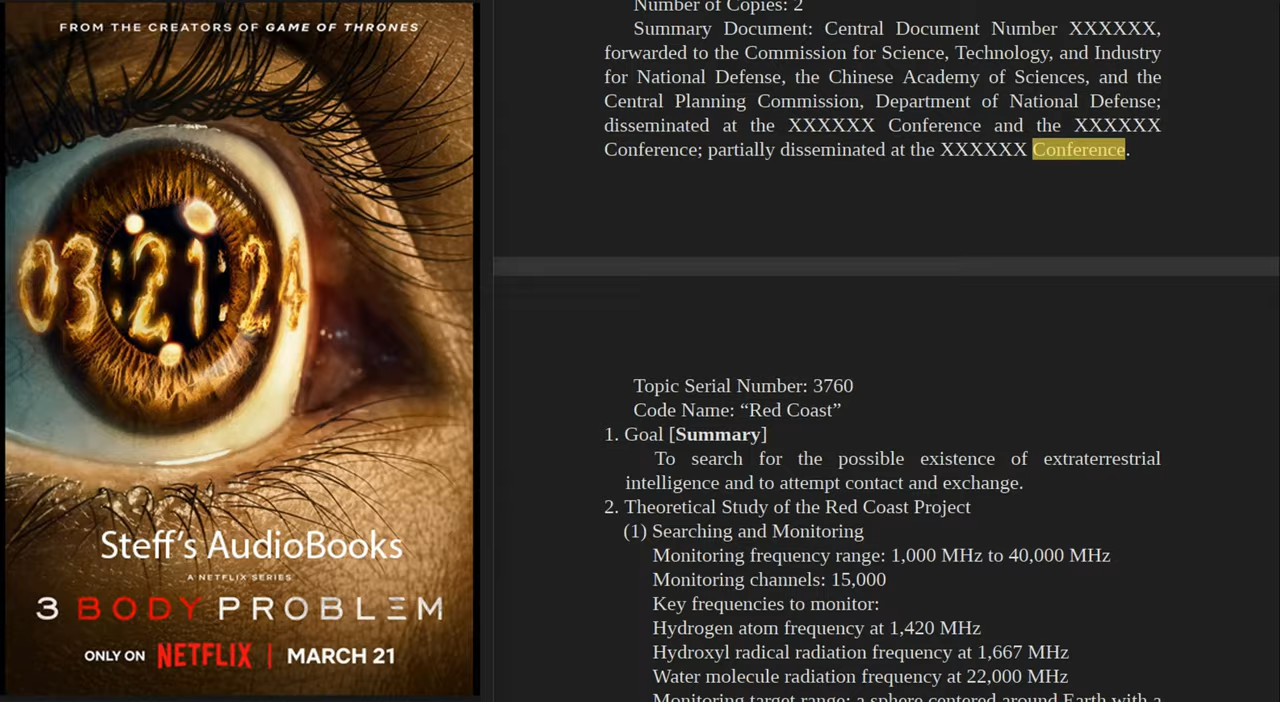 FROM THE CREATORS OF GAME OF THRONES
03:21:24
Steff's AudioBooks
A NETFLIX SERIES
3 BODY PROBLEM
ONLY ON NETFLIX | MARCH 21
Number of Copies: 2
Summary Document: Central Document Number XXXXXX,
forwarded to the Commission for Science, Technology, and Industry
for National Defense, the Chinese Academy of Sciences, and the
Central Planning Commission, Department of National Defense;
disseminated at the XXXXXX Conference and the XXXXXX
Conference; partially disseminated at the XXXXXX Conference.
Topic Serial Number: 3760
Code Name: “Red Coast”
1. Goal [Summary]
To search for the possible existence of extraterrestrial
intelligence and to attempt contact and exchange.
2. Theoretical Study of the Red Coast Project
(1) Searching and Monitoring
Monitoring frequency range: 1,000 MHz to 40,000 MHz
Monitoring channels: 15,000
Key frequencies to monitor:
Hydrogen atom frequency at 1,420 MHz
Hydroxyl radical radiation frequency at 1,667 MHz
Water molecule radiation frequency at 22,000 MHz
Monitoring target range: a sphere centered around Earth with a